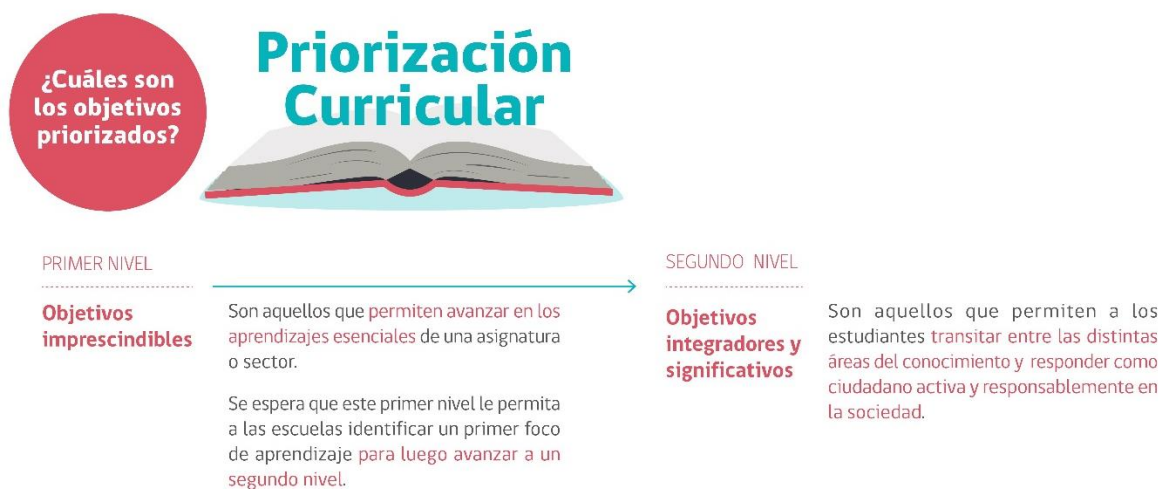 ¿Cuáles son
los objetivos
priorizados?
Priorización
Curricular
PRIMER NIVEL
Objetivos
imprescindibles
Son aquellos que permiten avanzar en los
aprendizajes esenciales de una asignatura
o sector.
Se espera que este primer nivel le permita
a las escuelas identificar un primer foco
de aprendizaje para luego avanzar a un
segundo nivel.
SEGUNDO NIVEL
Objetivos
integradores y
significativos
Son aquellos que permiten a los
estudiantes transitar entre las distintas
áreas del conocimiento y responder como
ciudadano activa y responsablemente en
la sociedad.